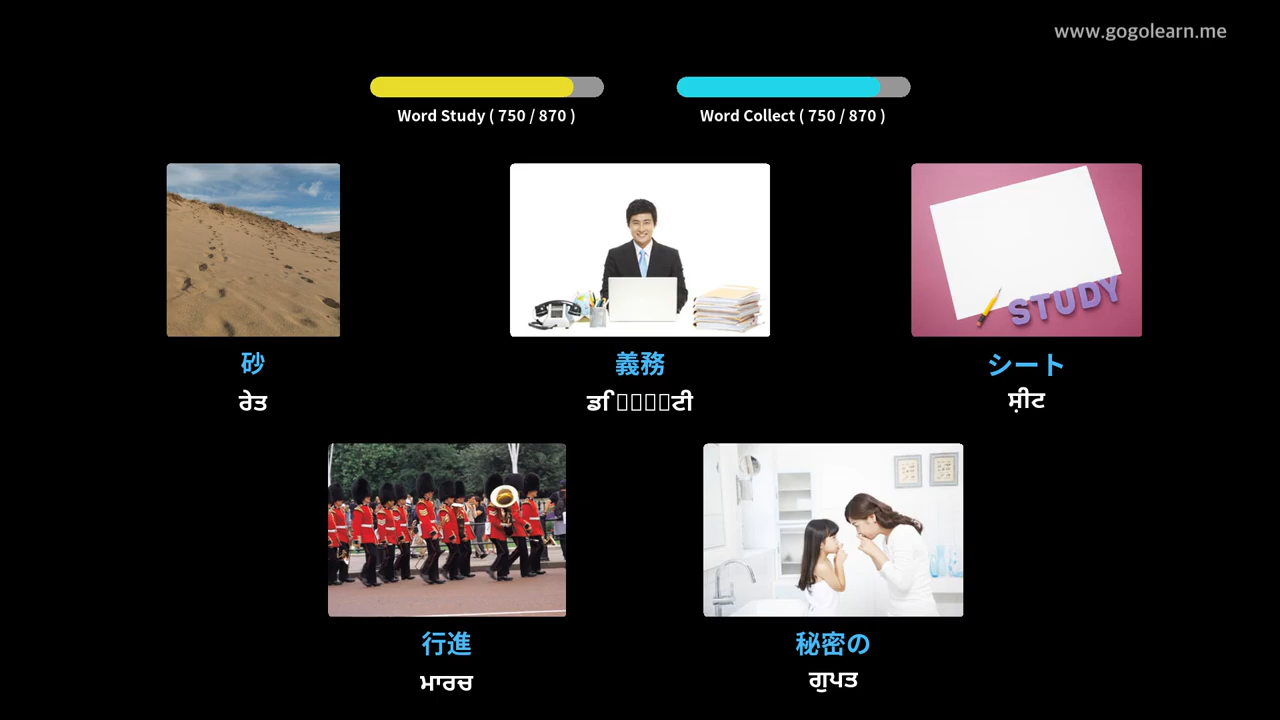 www.gogolearn.me
Word Study ( 750 / 870 )
Word Collect ( 750 / 870 )
STUDY
砂
義務
シート
ਰੇਤ
ਸ਼ੀਟ
行進
秘密の
ਮਾਰਚ
ਗੁਪਤ